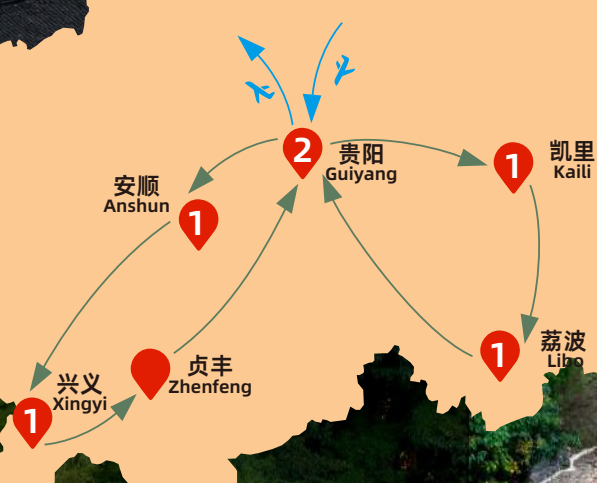 2
贵阳
Guiyang
1
凯里
Kaili
安顺
Anshun
1
1
荔波
Libo
贞丰
Zhenfeng
兴义
Xingyi
1